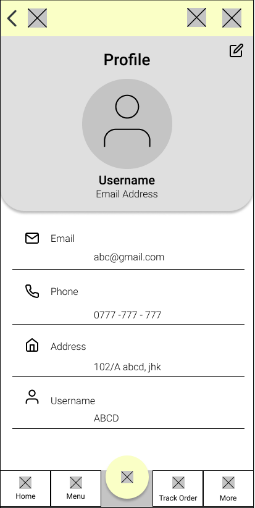 Profile
Username
Email Address
Email
abc@gmail.com
Phone
0777 -777 - 777
Address
102/A abcd, jhk
Username
ABCD
Home Menu Track Order More